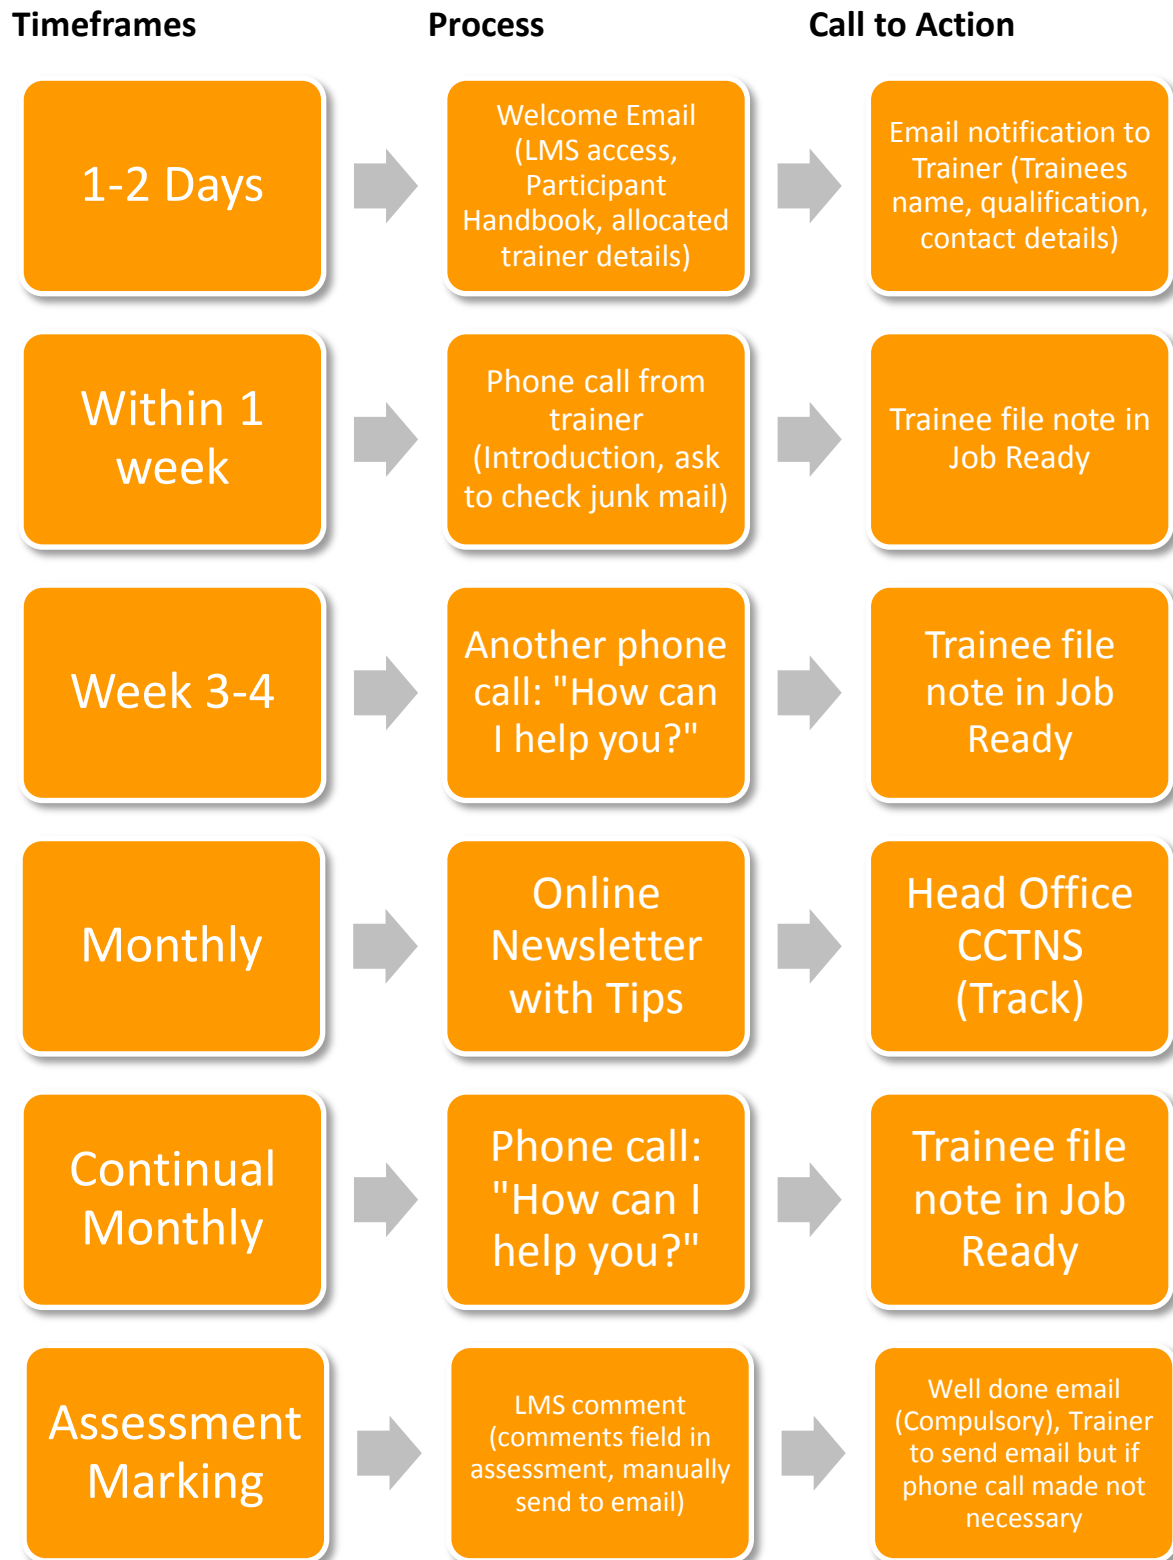 Timeframes
Process
Call to Action
1-2 Days
Welcome Email
(LMS access,
Participant
Handbook, allocated
trainer details)
Email notification to
Trainer (Trainees
name, qualification,
contact details)
Within 1
week
Phone call from
trainer
(Introduction, ask
to check junk mail)
Trainee file note in
Job Ready
Week 3-4
Another phone
call: "How can
I help you?"
Trainee file
note in Job
Ready
Monthly
Online
Newsletter
with Tips
Head Office
CCTNS
(Track)
Continual
Monthly
Phone call:
"How can I
help you?"
Trainee file
note in Job
Ready
Assessment
Marking
LMS comment
(comments field in
assessment, manually
send to email)
Well done email
(Compulsory), Trainer
to send email but if
phone call made not
necessary